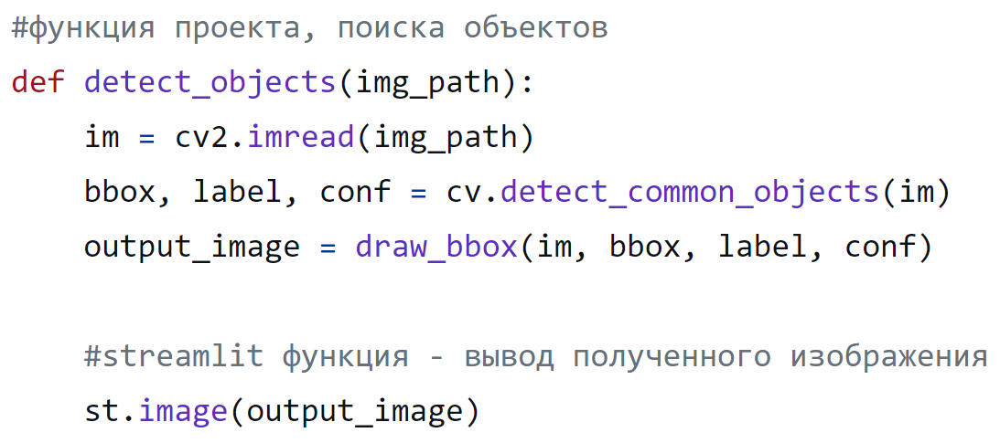 #функция проекта, поиска объектов
def detect_objects(img_path):
    im = cv2.imread(img_path)
    bbox, label, conf = cv.detect_common_objects(im)
    output_image = draw_bbox(im, bbox, label, conf)

    #streamlit функция - вывод полученного изображения
    st.image(output_image)